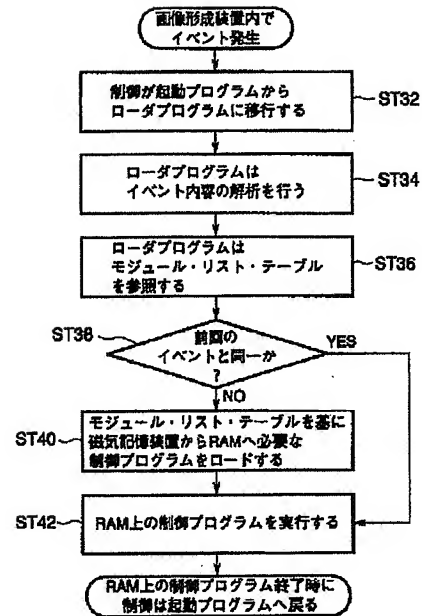 画像形成装置内で
イベント発生
制御が起動プログラムから
ローダプログラムに移行する
ST32
ローダプログラムは
イベント内容の解析を行う
ST34
ローダプログラムは
モジュール・リスト・テーブル
を参照する
ST36
ST38
前回の
イベントと同一か
?
YES
NO
ST40
モジュール・リスト・テーブルを基に
磁気記憶装置からRAMへ必要な
制御プログラムをロードする
ST42
RAM上の制御プログラムを実行する
RAM上の制御プログラム終了時に
制御は起動プログラムへ戻る